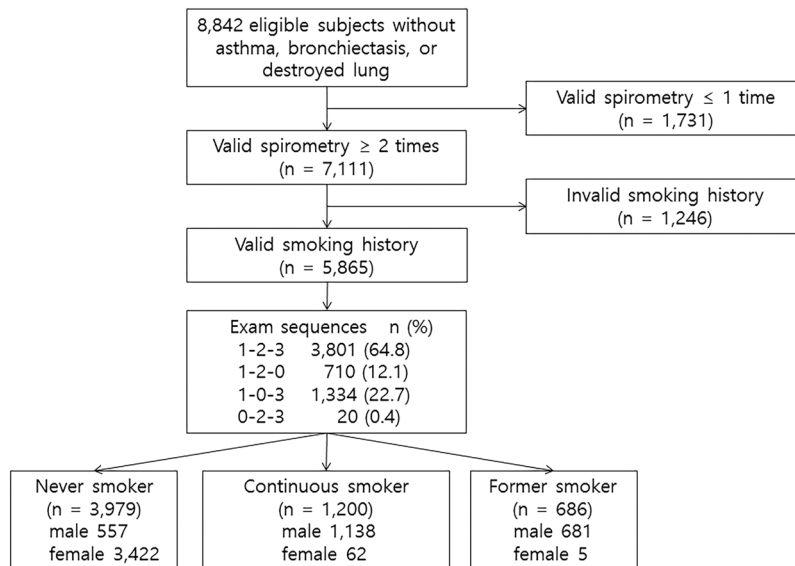 8,842 eligible subjects without
asthma, bronchiectasis, or
destroyed lung
Valid spirometry ≤ 1 time
(n = 1,731)
Valid spirometry ≥ 2 times
(n = 7,111)
Invalid smoking history
(n = 1,246)
Valid smoking history
(n = 5,865)
Exam sequences n (%)
1-2-3 3,801 (64.8)
1-2-0 710 (12.1)
1-0-3 1,334 (22.7)
0-2-3 20 (0.4)
Never smoker
(n = 3,979)
male 557
female 3,422
Continuous smoker
(n = 1,200)
male 1,138
female 62
Former smoker
(n = 686)
male 681
female 5